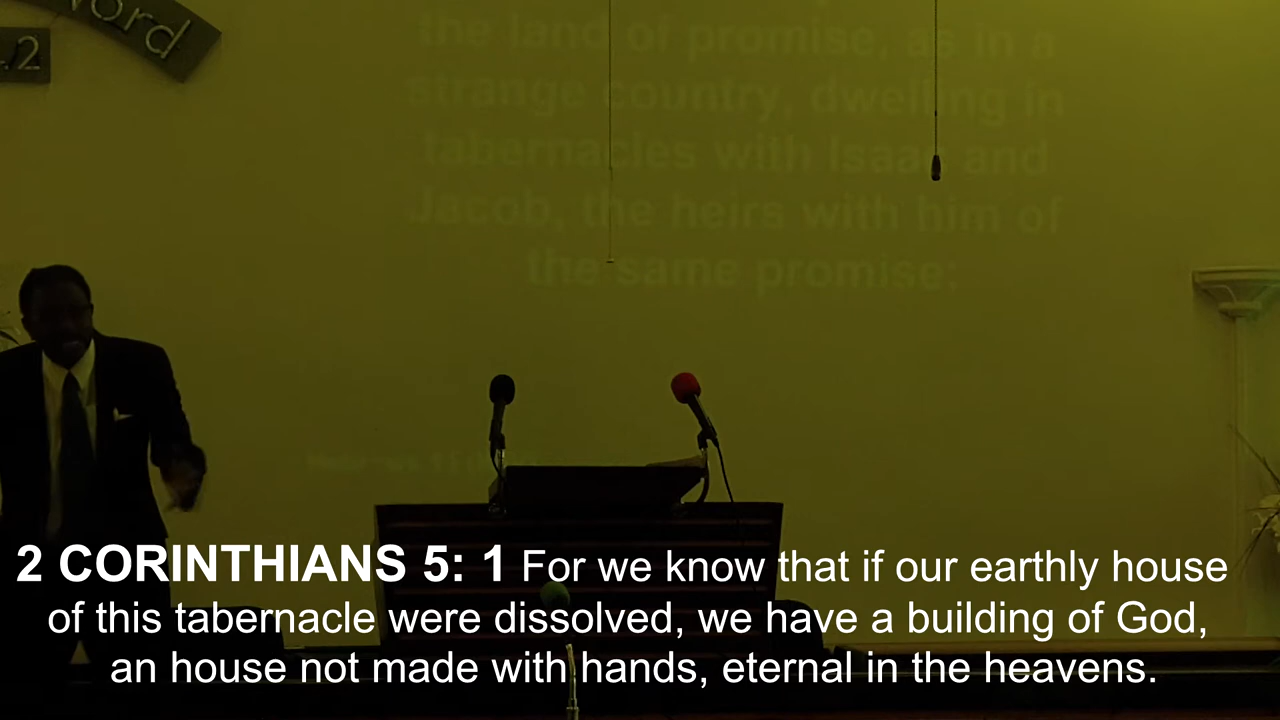 Word
.2
the land of promise, as in a
strange country, dwelling in
tabernacles with Isaac and
Jacob, the heirs with him of
the same promise:
2 CORINTHIANS 5: 1 For we know that if our earthly house
of this tabernacle were dissolved, we have a building of God,
an house not made with hands, eternal in the heavens.